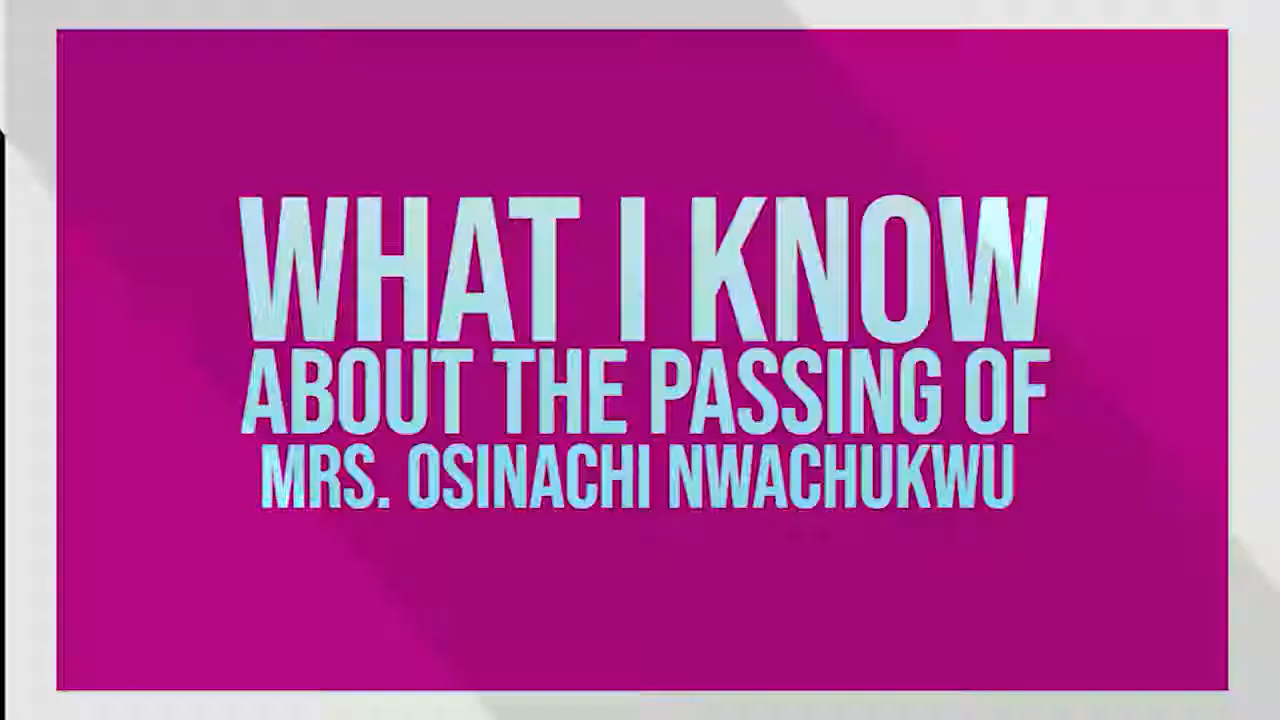 WHAT I KNOW
ABOUT THE PASSING OF
MRS. OSINACHI NWACHUKWU